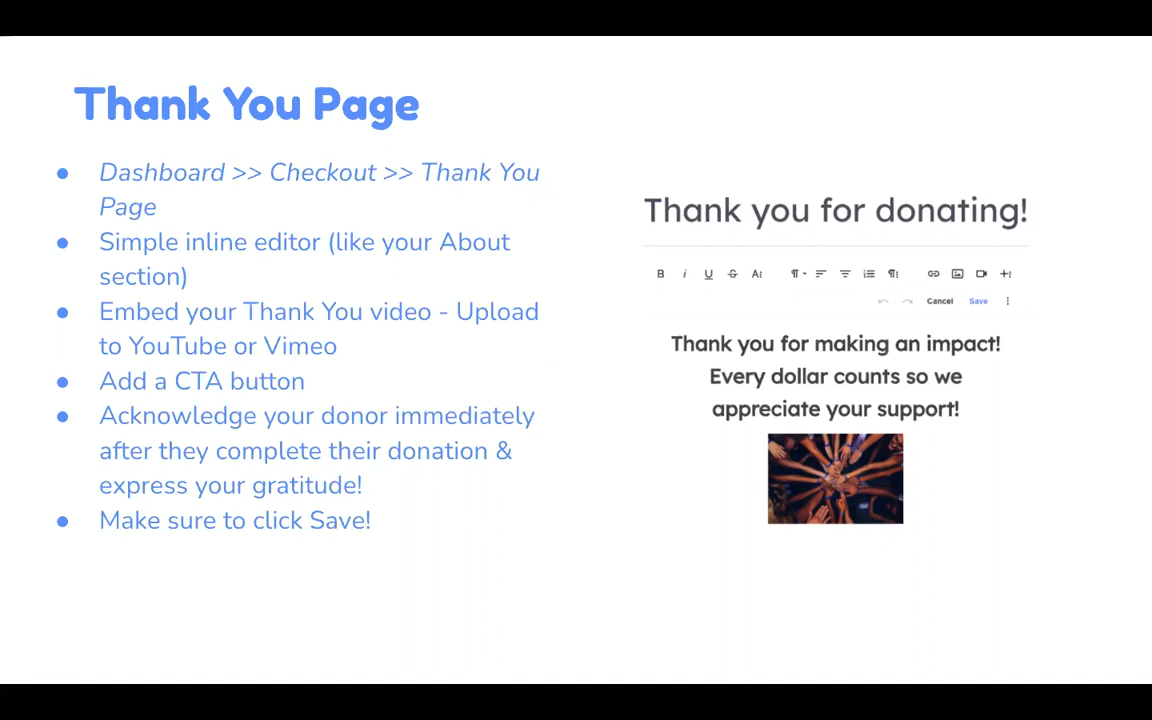 Thank You Page
● Dashboard >> Checkout >> Thank You
Page
● Simple inline editor (like your About
section)
● Embed your Thank You video - Upload
to YouTube or Vimeo
● Add a CTA button
● Acknowledge your donor immediately
after they complete their donation &
express your gratitude!
● Make sure to click Save!
Thank you for donating!
Cancel Save
Thank you for making an impact!
Every dollar counts so we
appreciate your support!